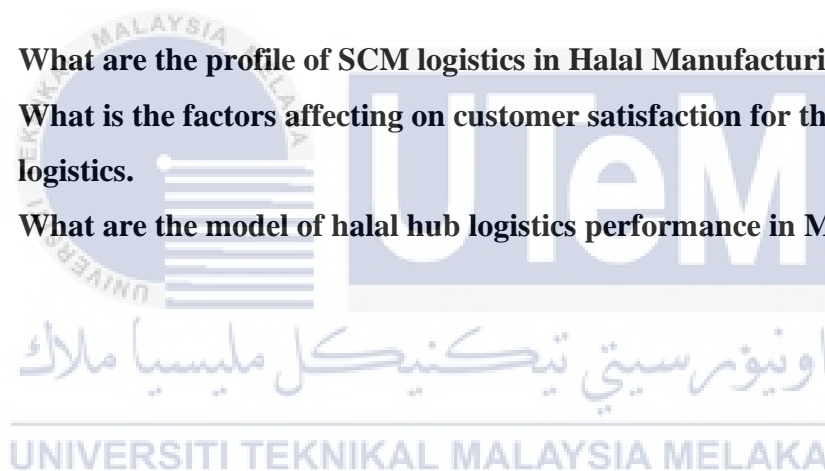 What are the profile of SCM logistics in Halal Manufacturi
What is the factors affecting on customer satisfaction for th
logistics.
What are the model of halal hub logistics performance in M
UTeM
اونيۏرسيتي تيكنيكل مليسيا ملاك
UNIVERSITI TEKNIKAL MALAYSIA MELAKA